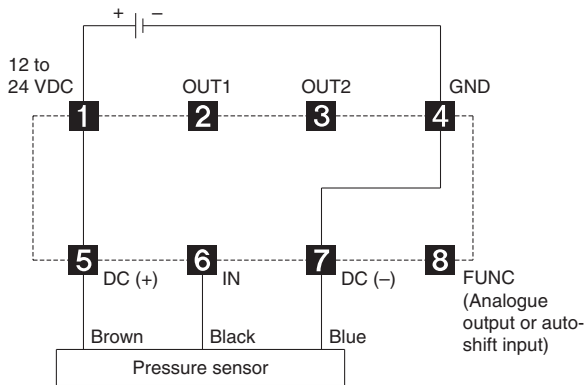 + –
12 to
24 VDC
OUT1
OUT2
GND
1 2 3 4
5 6 7 8
DC (+)
IN
DC (–)
FUNC
(Analogue
output or auto-
shift input)
Brown
Black
Blue
Pressure sensor